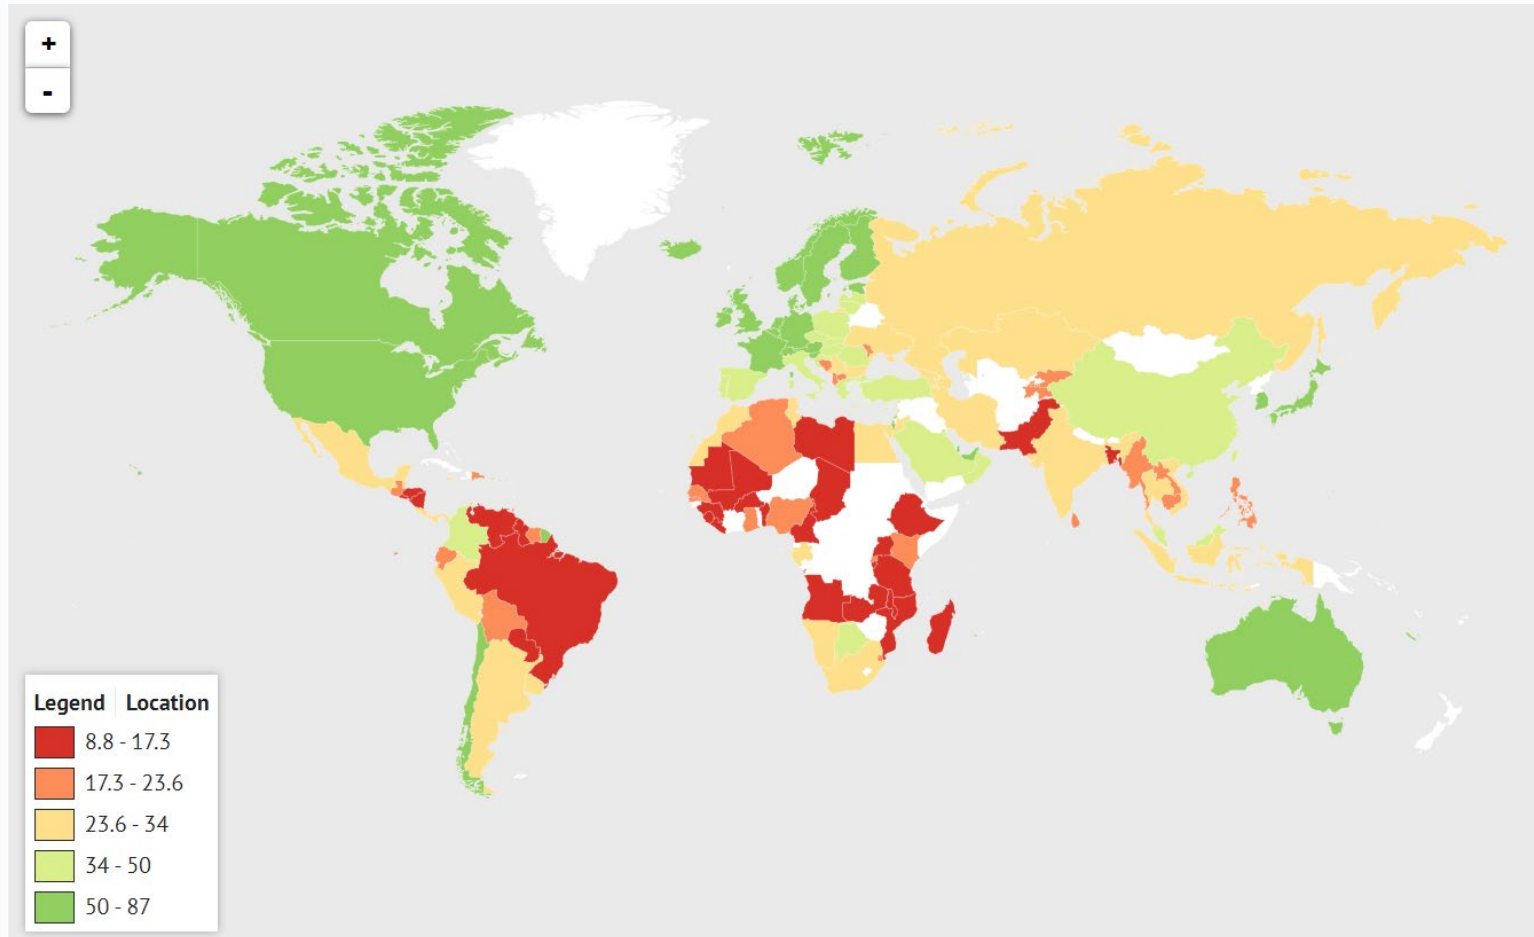 +
-
Legend Location
8.8 - 17.3
17.3 - 23.6
23.6 - 34
34 - 50
50 - 87